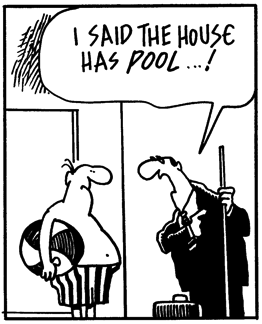 I SAID THE HOUSE
HAS POOL...!